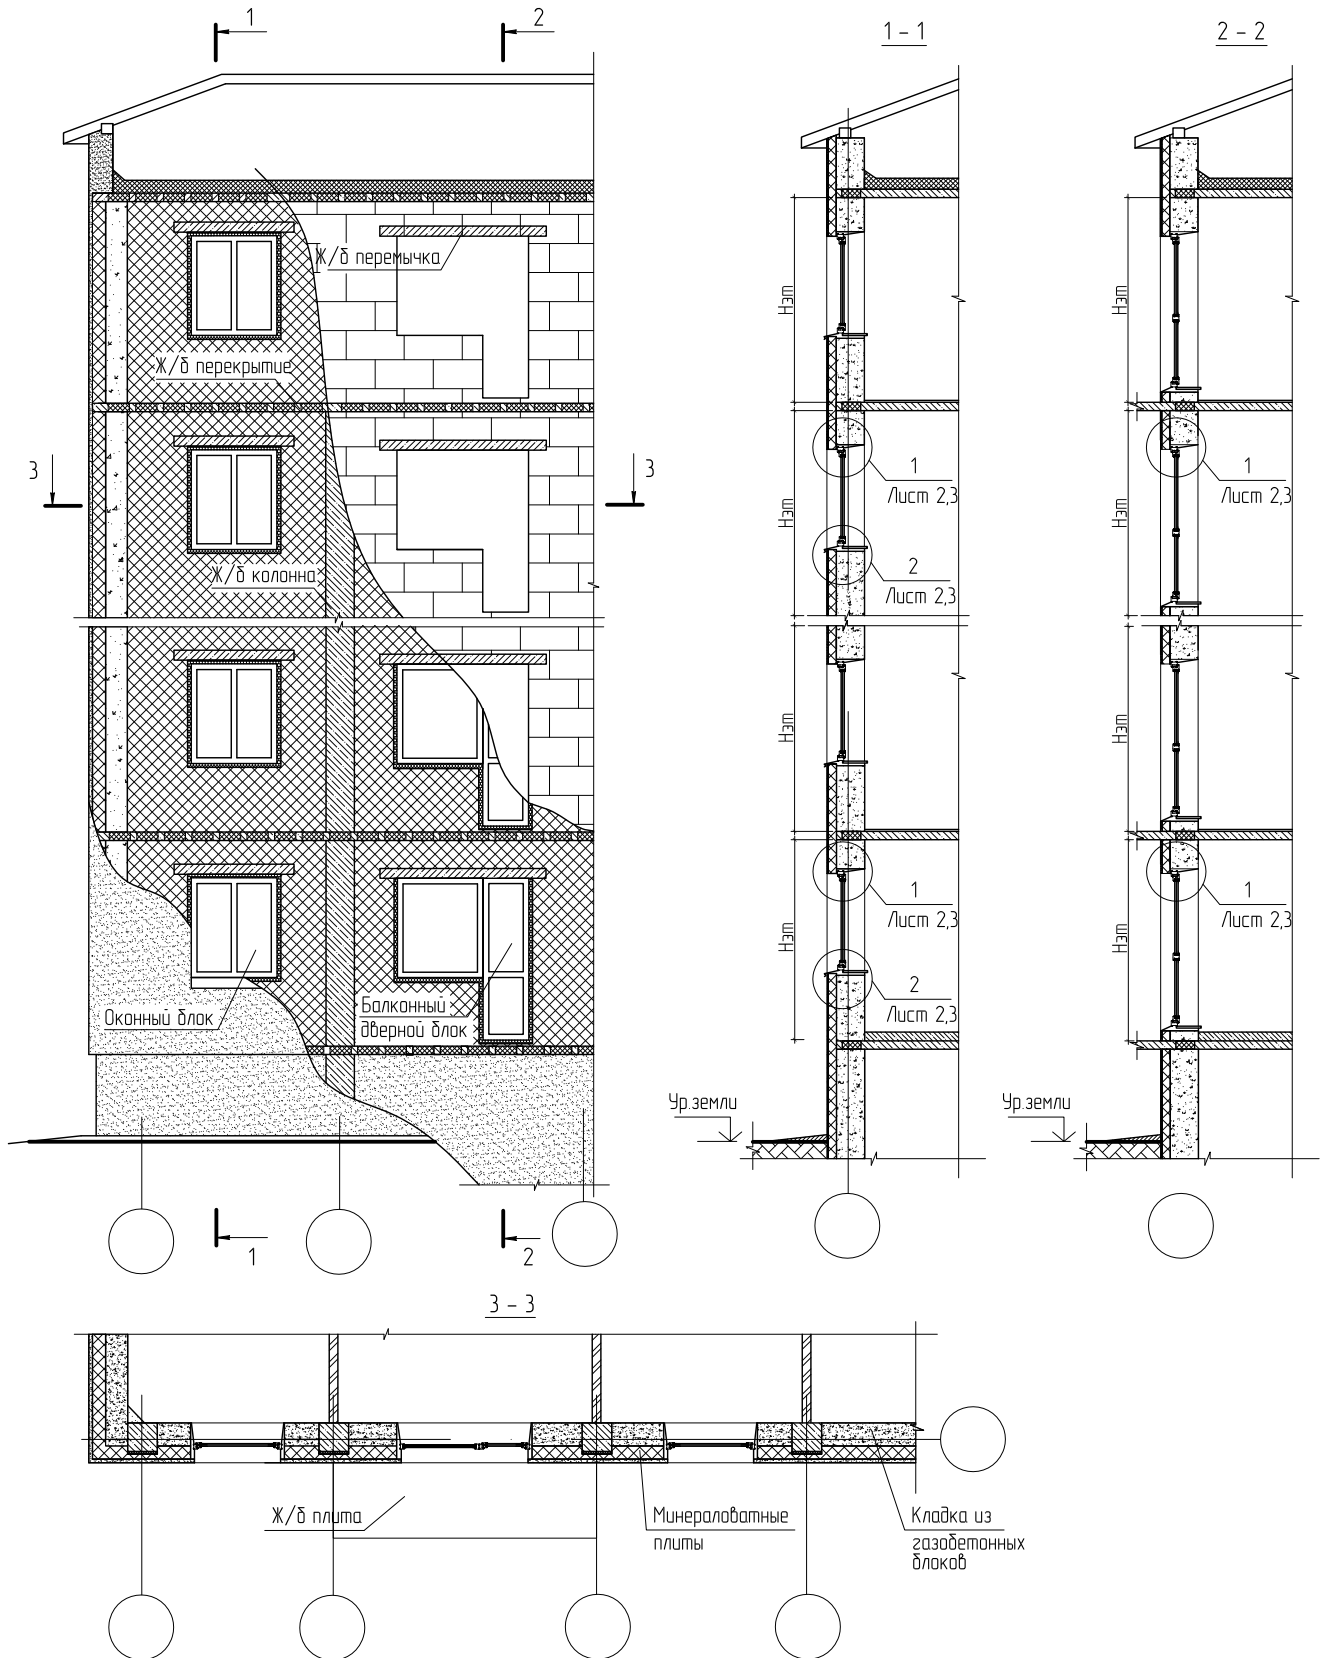 1
2
1 - 1
2 - 2
Ж/б перемычка
Нэт
Нэт
Ж/б перекрытие
3
3
1
Лист 2,3
1
Лист 2,3
Нэт
Нэт
Ж/б колонна
2
Лист 2,3
Нэт
Нэт
1
Лист 2,3
1
Лист 2,3
Нэт
Нэт
2
Лист 2,3
Оконный блок
Балконный
дверной блок
Ур.земли
Ур.земли
1
2
3 - 3
Ж/б плита
Минераловатные
плиты
Кладка из
газобетонных
блоков